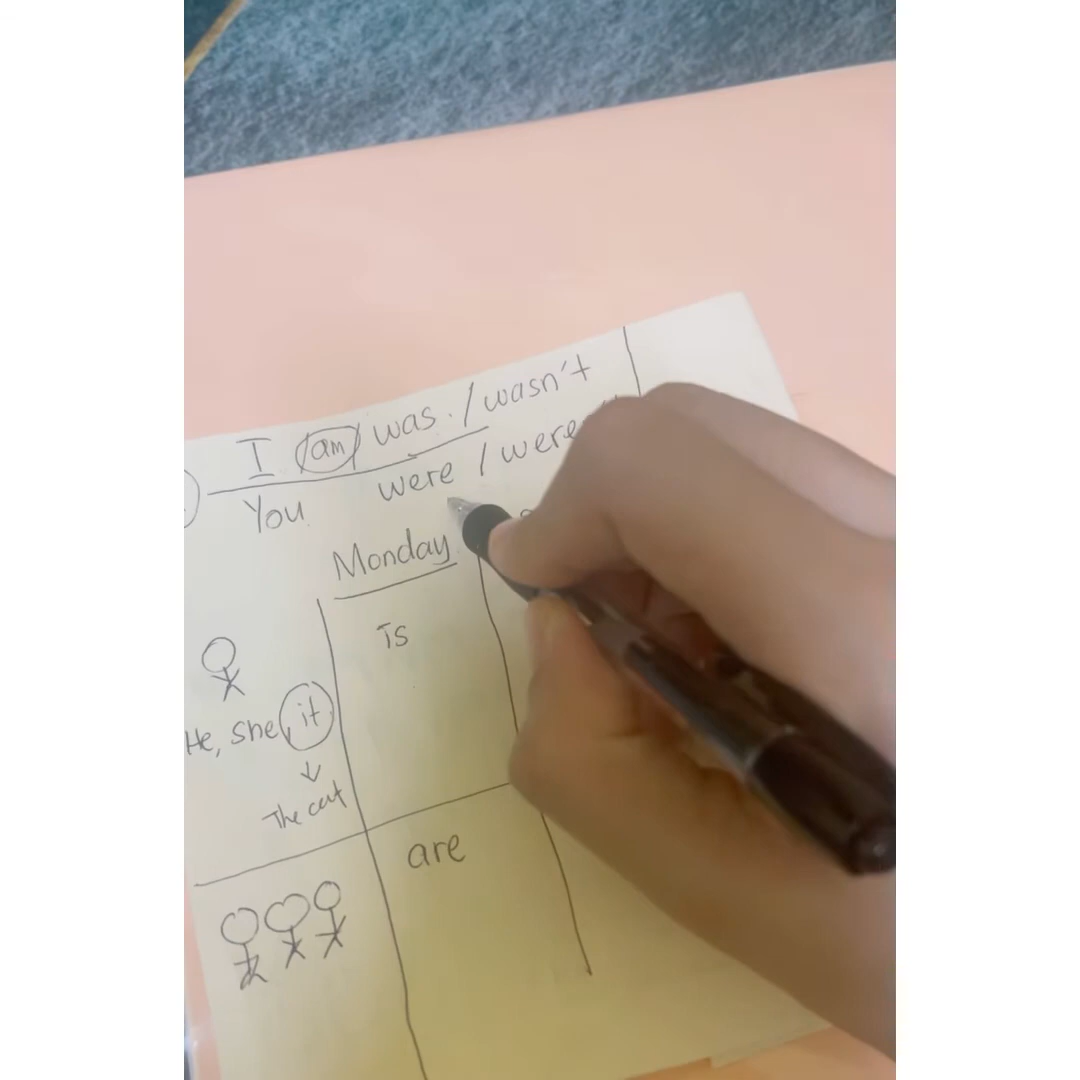 I am was. / wasn't
You were / were
Monday
is
He, She, it
The cat
are